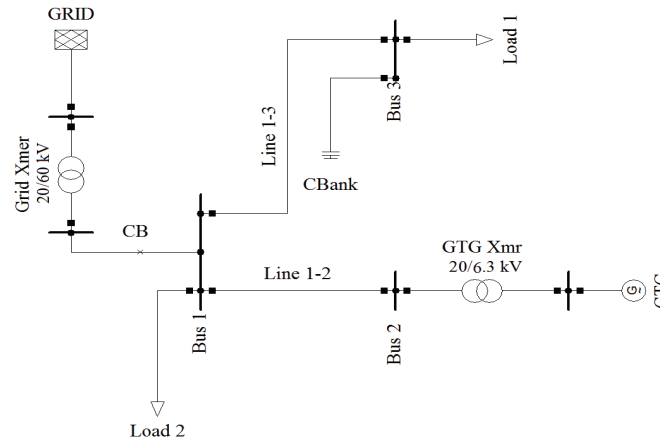 GRID
Grid Xmer
20/60 kV
CB
Line 1-3
Bus 3
Load 1
CBank
GTG Xmr
20/6.3 kV
Line 1-2
Bus 1
Bus 2
G~
GTG
Load 2